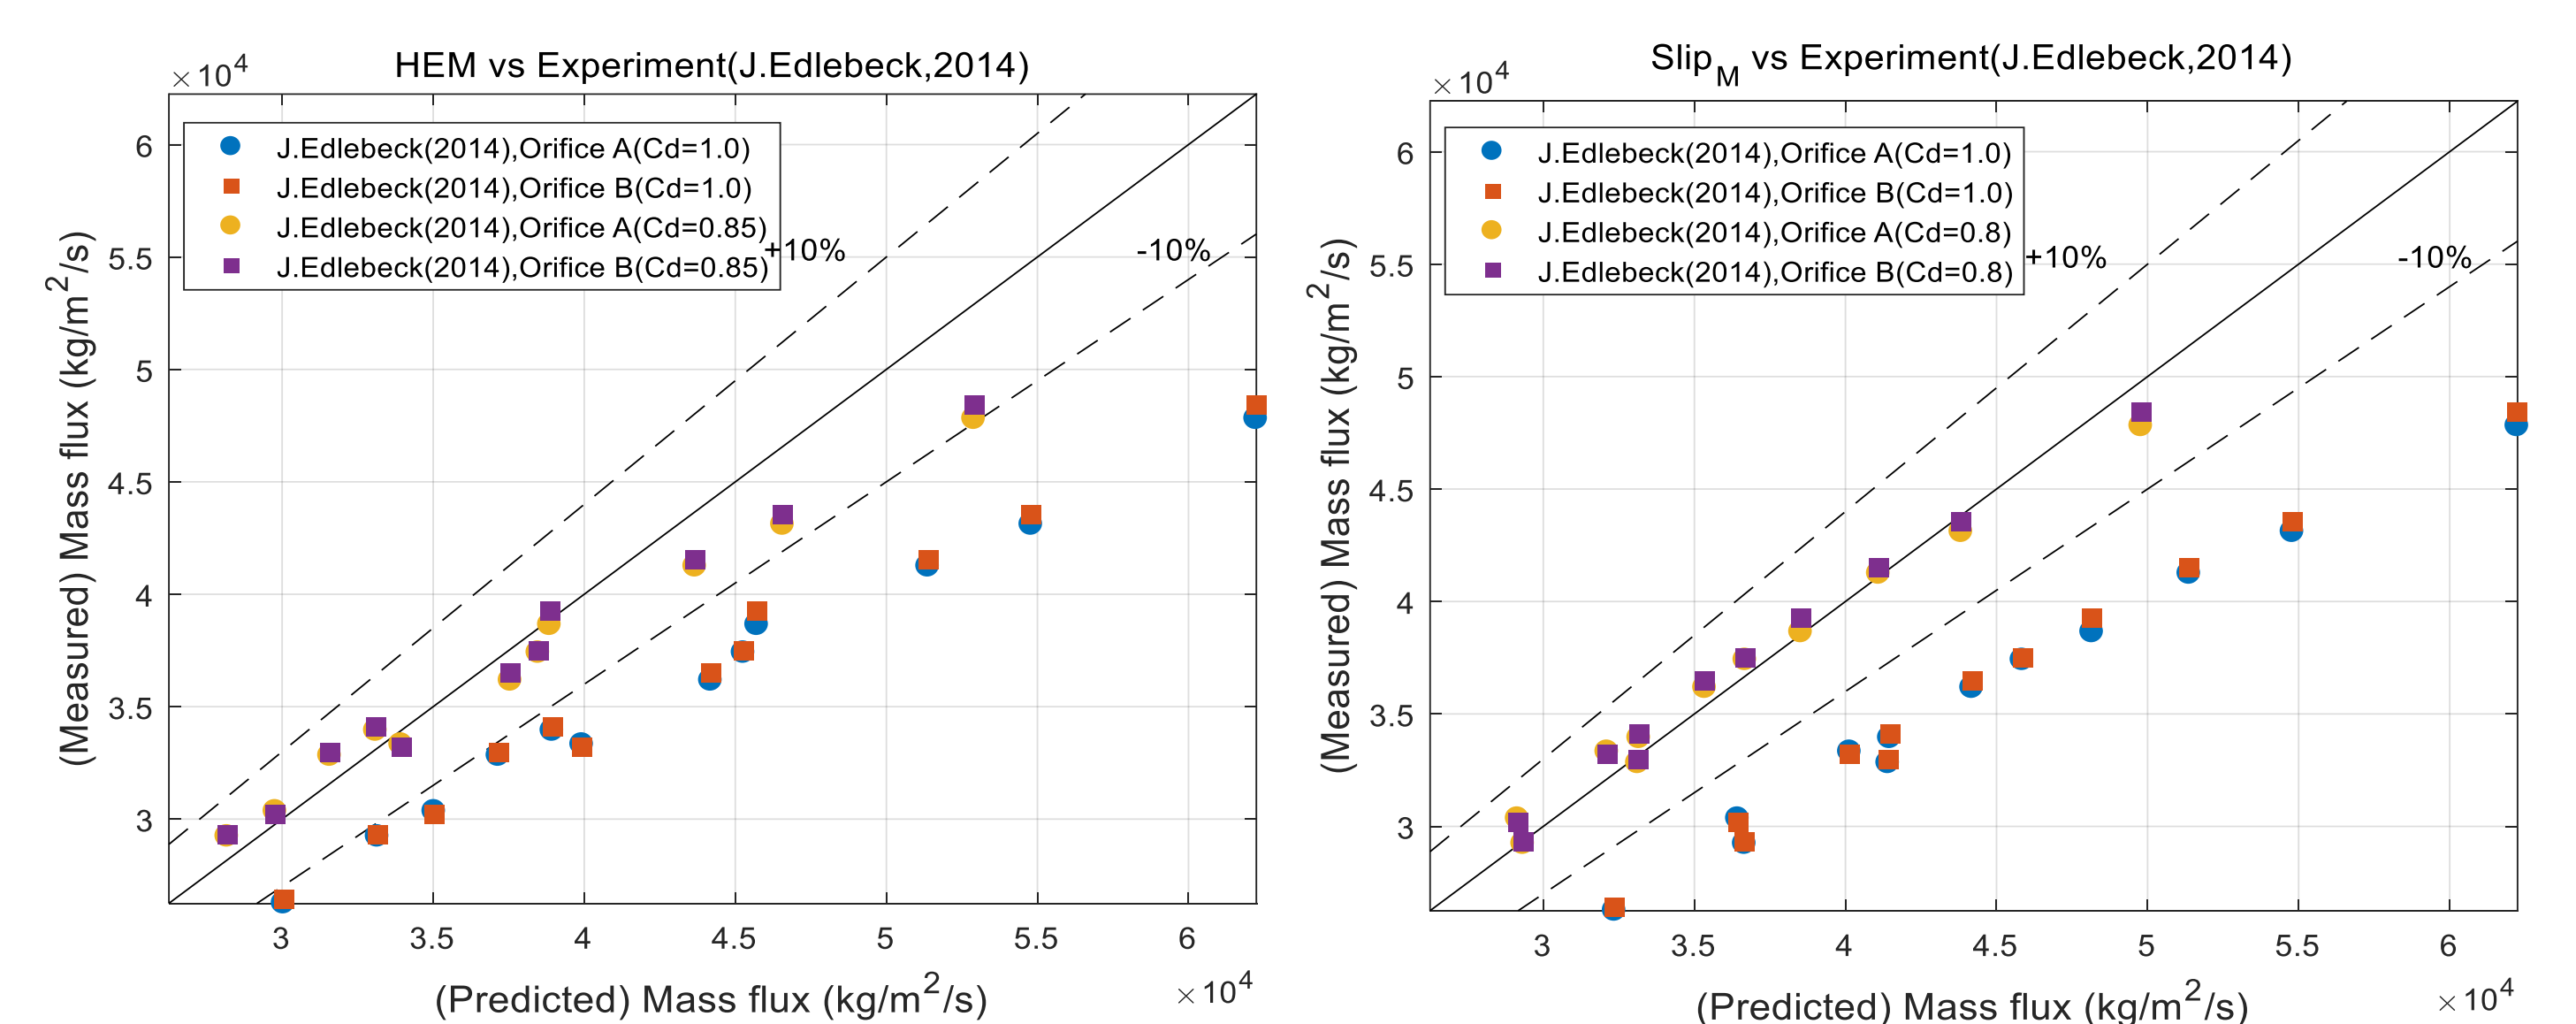 HEM vs Experiment(J.Edlebeck,2014)
×10^4
J.Edlebeck(2014),Orifice A(Cd=1.0)
J.Edlebeck(2014),Orifice B(Cd=1.0)
J.Edlebeck(2014),Orifice A(Cd=0.85)
J.Edlebeck(2014),Orifice B(Cd=0.85)
+10%
-10%
6
5.5
5
4.5
4
3.5
3
(Measured) Mass flux (kg/m^2/s)
3 3.5 4 4.5 5 5.5 6
×10^4
(Predicted) Mass flux (kg/m^2/s)
Slip_M vs Experiment(J.Edlebeck,2014)
×10^4
J.Edlebeck(2014),Orifice A(Cd=1.0)
J.Edlebeck(2014),Orifice B(Cd=1.0)
J.Edlebeck(2014),Orifice A(Cd=0.8)
J.Edlebeck(2014),Orifice B(Cd=0.8)
+10%
-10%
6
5.5
5
4.5
4
3.5
3
(Measured) Mass flux (kg/m^2/s)
3 3.5 4 4.5 5 5.5 6
×10^4
(Predicted) Mass flux (kg/m^2/s)